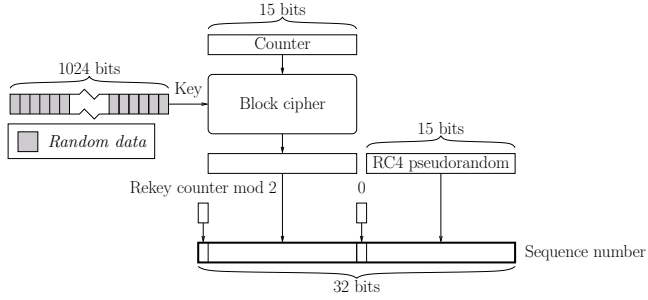 15 bits
Counter
1024 bits
Key
Block cipher
Random data
15 bits
RC4 pseudorandom
Rekey counter mod 2
0
Sequence number
32 bits